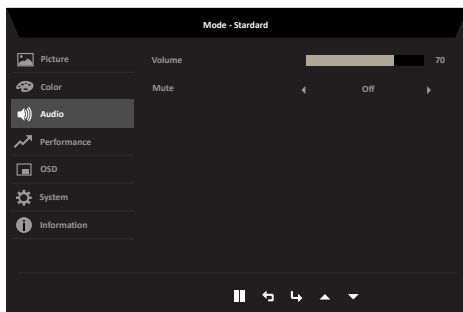 Mode - Stardard
Picture
Volume 70
Color
Mute Off
Audio
Performance
OSD
System
Information